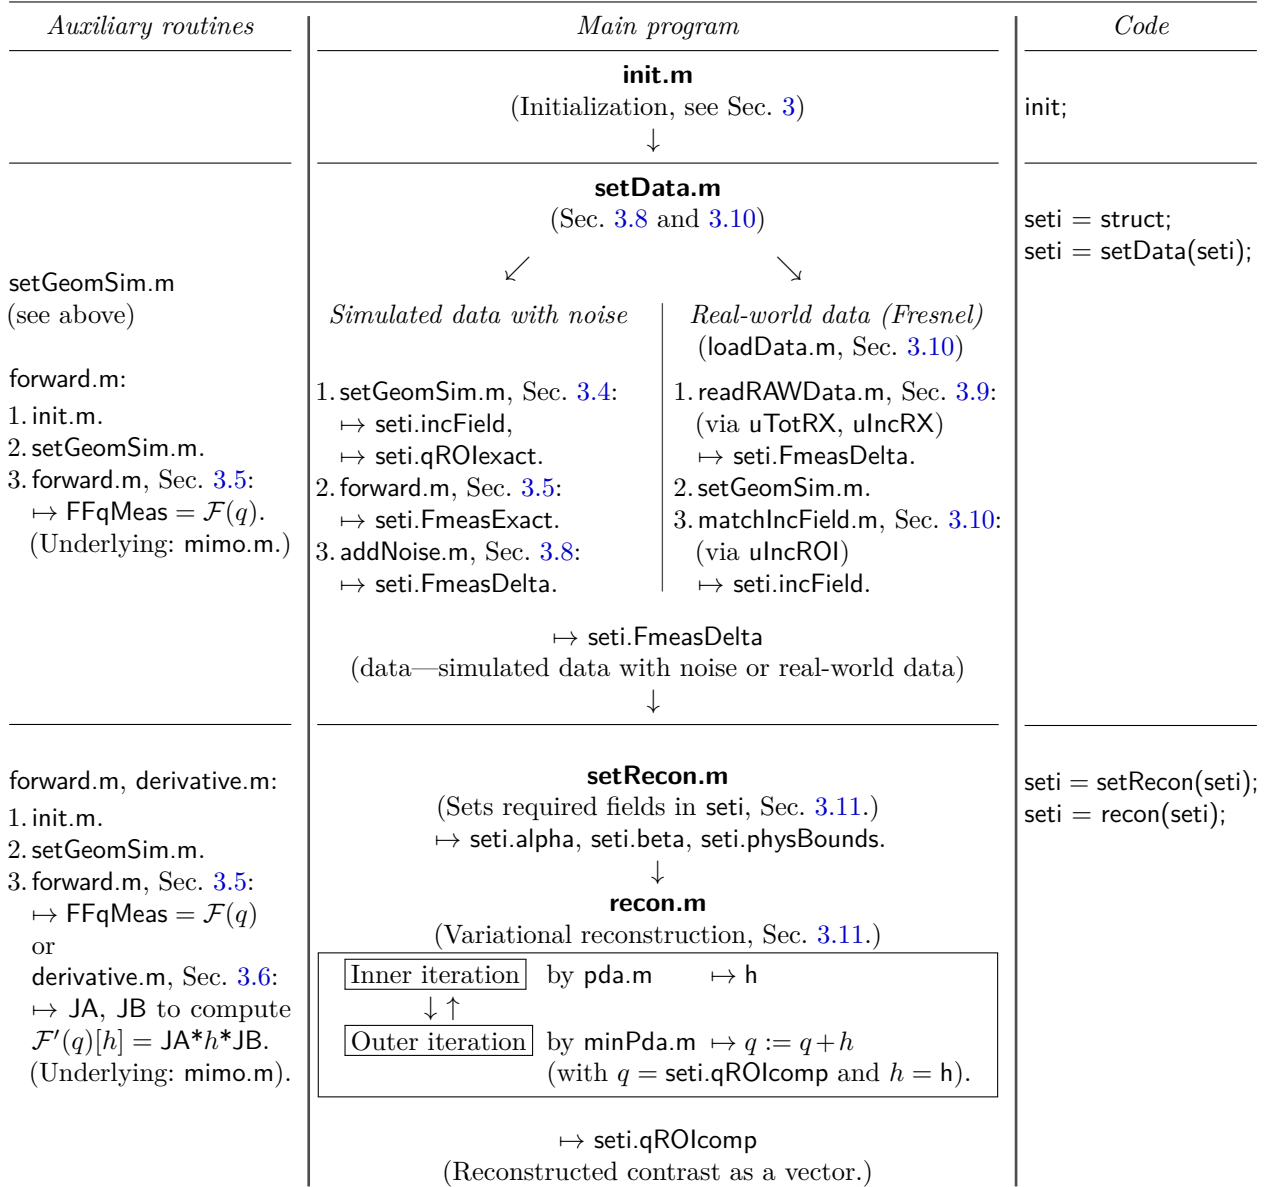 Auxiliary routines
Main program
Code
init.m
(Initialization, see Sec. 3)
↓
init;
setGeomSim.m
(see above)
forward.m:
1. init.m.
2. setGeomSim.m.
3. forward.m, Sec. 3.5:
↦ FFqMeas = F(q).
(Underlying: mimo.m.)
setData.m
(Sec. 3.8 and 3.10)
↙ ↘
Simulated data with noise
1. setGeomSim.m, Sec. 3.4:
↦ seti.incField,
↦ seti.qROIexact.
2. forward.m, Sec. 3.5:
↦ seti.FmeasExact.
3. addNoise.m, Sec. 3.8:
↦ seti.FmeasDelta.
Real-world data (Fresnel)
(loadData.m, Sec. 3.10)
1. readRAWData.m, Sec. 3.9:
(via uTotRX, uIncRX)
↦ seti.FmeasDelta.
2. setGeomSim.m.
3. matchIncField.m, Sec. 3.10:
(via uIncROI)
↦ seti.incField.
↦ seti.FmeasDelta
(data—simulated data with noise or real-world data)
↓
seti = struct;
seti = setData(seti);
forward.m, derivative.m:
1. init.m.
2. setGeomSim.m.
3. forward.m, Sec. 3.5:
↦ FFqMeas = F(q)
or
derivative.m, Sec. 3.6:
↦ JA, JB to compute
F′(q)[h] = JA*h*JB.
(Underlying: mimo.m).
setRecon.m
(Sets required fields in seti, Sec. 3.11.)
↦ seti.alpha, seti.beta, seti.physBounds.
↓
recon.m
(Variational reconstruction, Sec. 3.11.)
Inner iteration by pda.m ↦ h
↓↑
Outer iteration by minPda.m ↦ q := q+h
(with q = seti.qROIcomp and h = h).
↦ seti.qROIcomp
(Reconstructed contrast as a vector.)
seti = setRecon(seti);
seti = recon(seti);